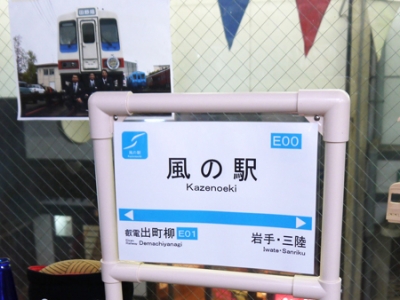 E00
風の駅
Kazenoeki
叡電 出町柳 E01
Demachiyanagi
岩手・三陸
Iwate・Sanriku